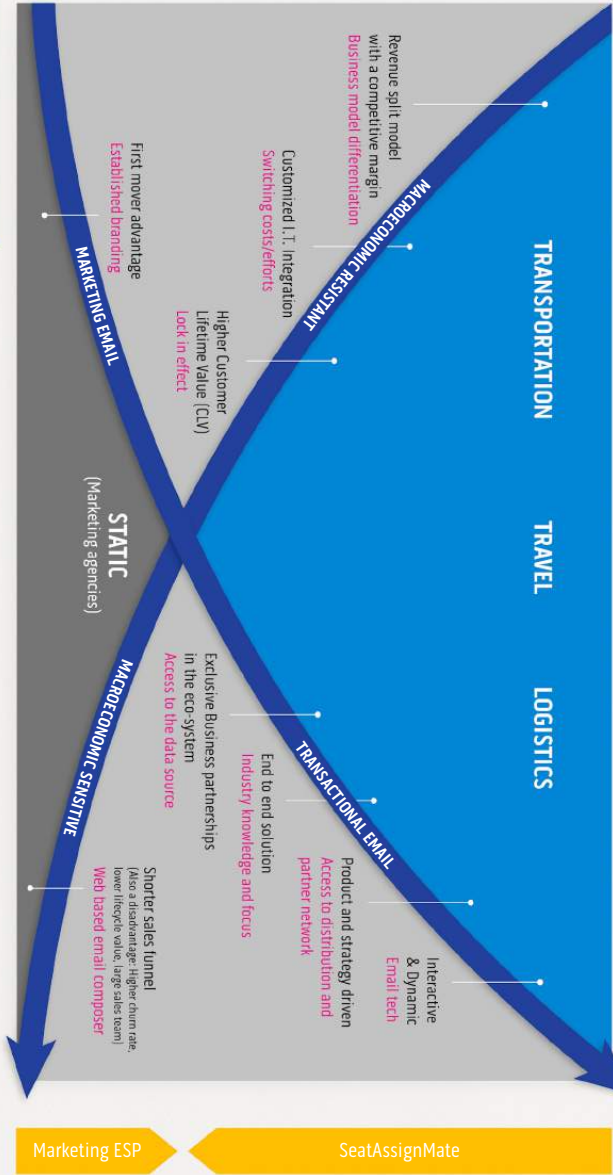 TRANSPORTATION
TRAVEL
LOGISTICS
Revenue split model
with a competitive margin
Business model differentiation
MACROECONOMIC RESISTANT
Customized I.T. Integration
Switching costs/efforts
Higher Customer
Lifetime Value (CLV)
Lock in effect
First mover advantage
Established branding
MARKETING EMAIL
STATIC
(Marketing agencies)
Interactive
& Dynamic
Email tech
Product and strategy driven
Access to distribution and
partner network
TRANSACTIONAL EMAIL
End to end solution
Industry knowledge and focus
Exclusive Business partnerships
in the eco-system
Access to the data source
MACROECONOMIC SENSITIVE
Shorter sales funnel
(Also a disadvantage: Higher churn rate,
lower lifecycle value, large sales team)
Web based email composer
Marketing ESP
SeatAssignMate